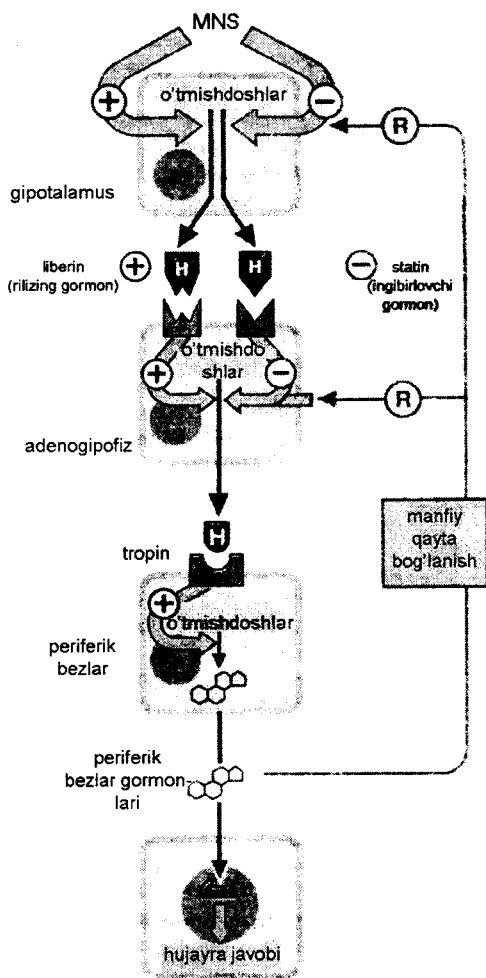 MNS
+
−
o'tmishdoshlar
R
gipotalamus
liberin
(rilizing gormon)
+
H
H
−
statin
(ingibirlovchi
gormon)
o'tmishdo
shlar
+
−
R
adenogipofiz
manfiy
qayta
bog'lanish
H
tropin
+
o'tmishdoshlar
periferik
bezlar
periferik
bezlar gormon-
lari
hujayra javobi